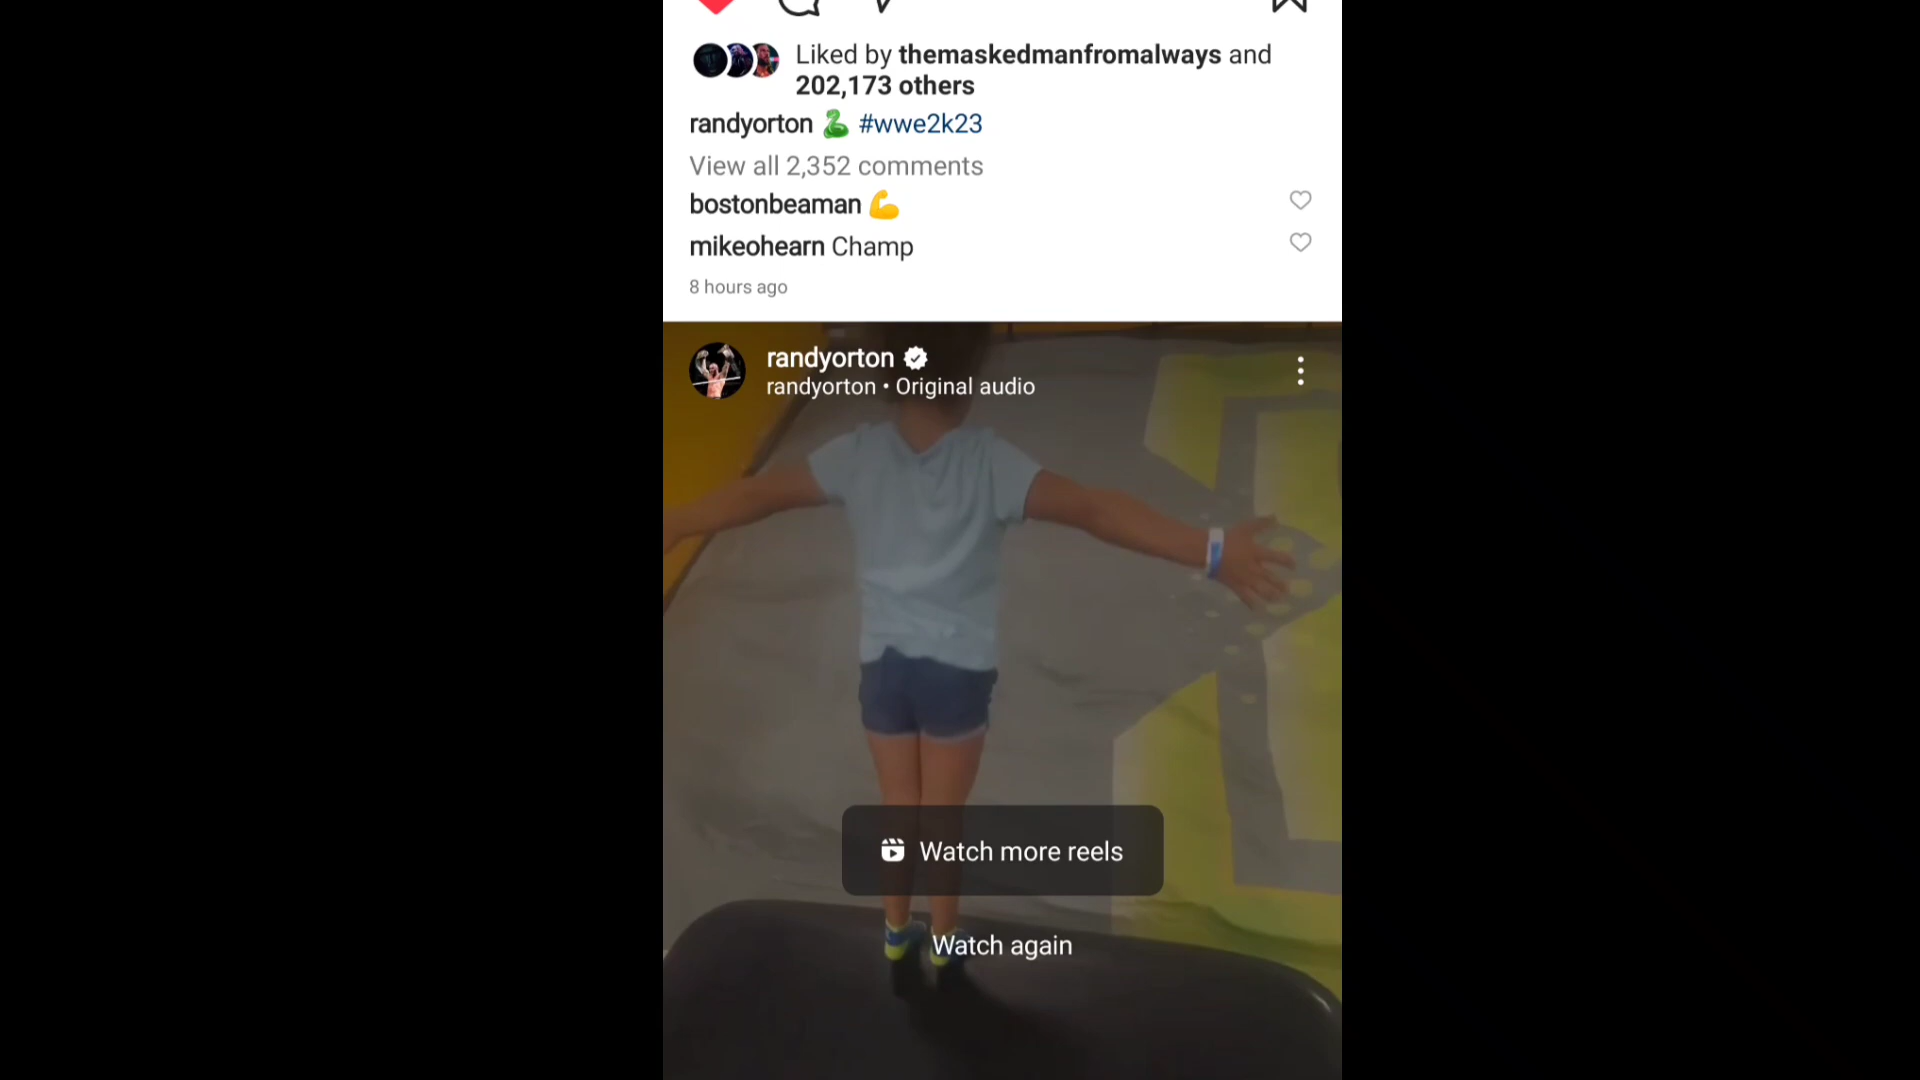 Liked by themaskedmanfromalways and
202,173 others
randyorton 🐍 #wwe2k23
View all 2,352 comments
bostonbeaman 💪
mikeohearn Champ
8 hours ago
randyorton
randyorton • Original audio
Watch more reels
Watch again